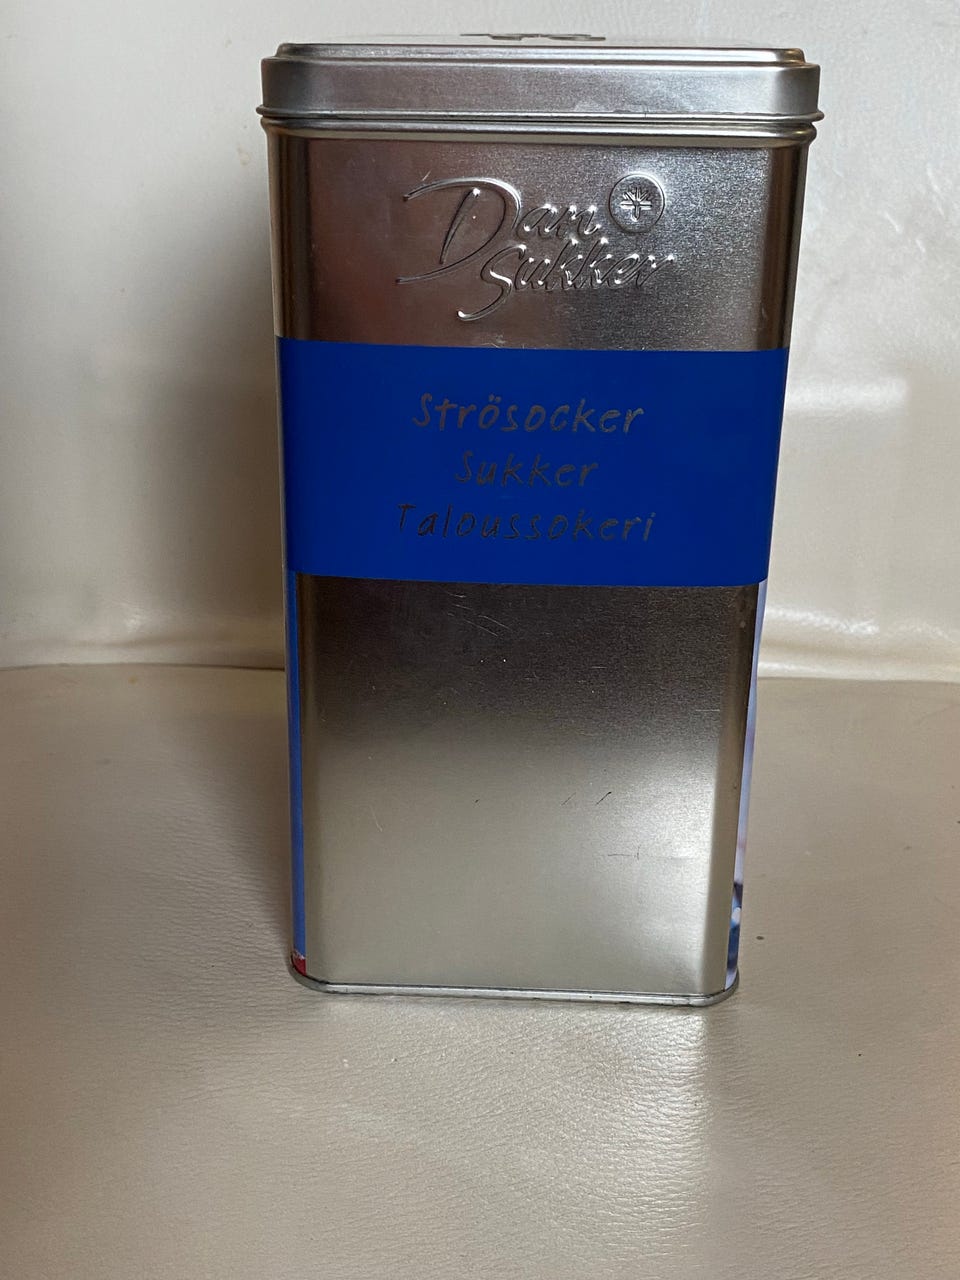 Dan
Sukker
Strösocker
Sukker
Taloussokeri